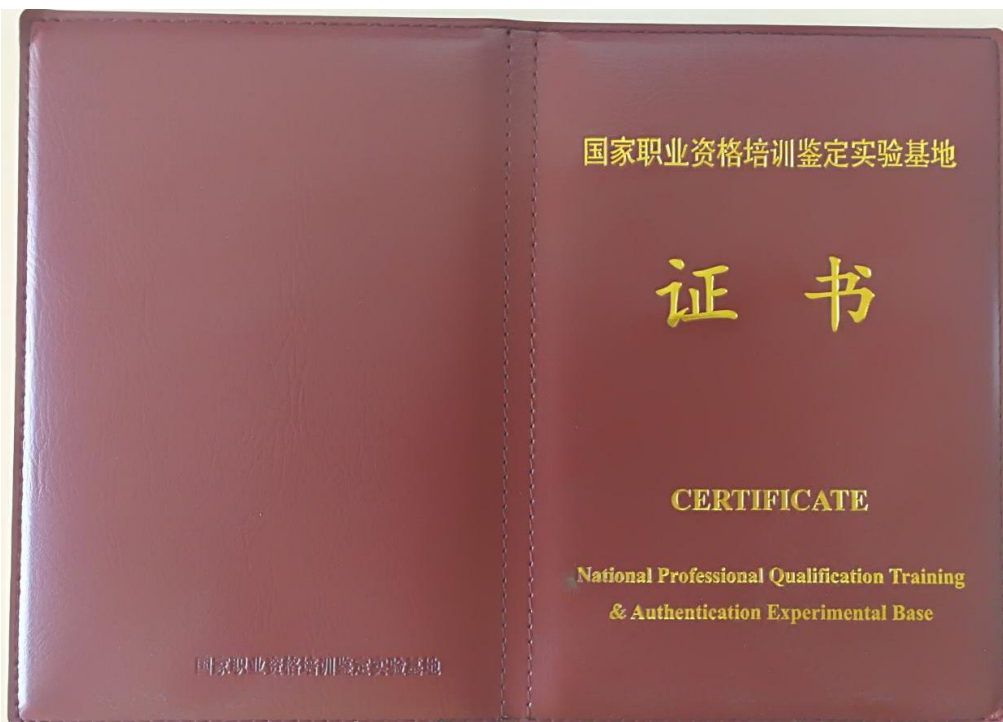 国家职业资格培训鉴定实验基地
证 书
CERTIFICATE
National Professional Qualification Training
& Authentication Experimental Base
国家职业资格培训鉴定实验基地